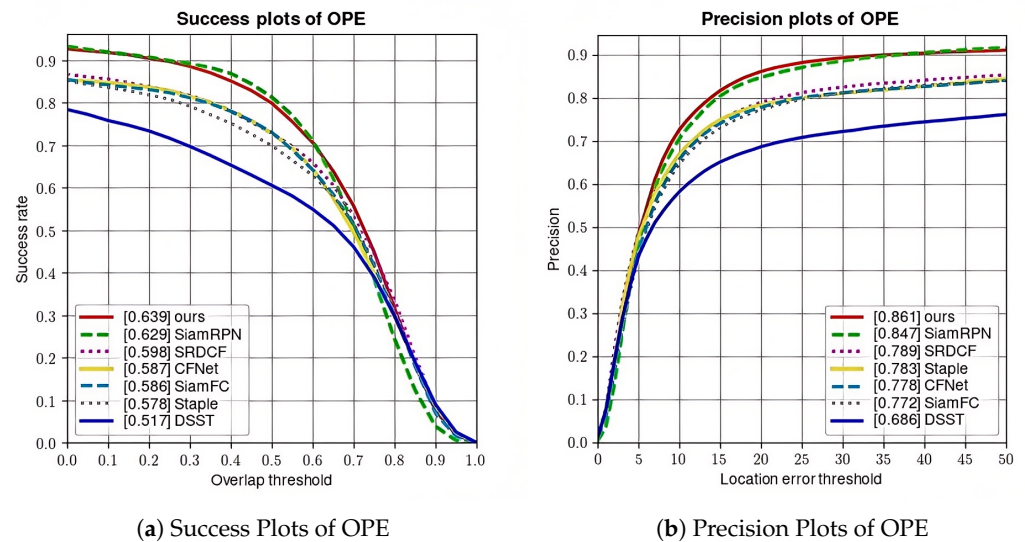 Success plots of OPE
Success rate
0.9
0.8
0.7
0.6
0.5
0.4
0.3
0.2
0.1
0.0
[0.639] ours
[0.629] SiamRPN
[0.598] SRDCF
[0.587] CFNet
[0.586] SiamFC
[0.578] Staple
[0.517] DSST
0.0 0.1 0.2 0.3 0.4 0.5 0.6 0.7 0.8 0.9 1.0
Overlap threshold
(a) Success Plots of OPE
Precision plots of OPE
Precision
0.9
0.8
0.7
0.6
0.5
0.4
0.3
0.2
0.1
0.0
[0.861] ours
[0.847] SiamRPN
[0.789] SRDCF
[0.783] Staple
[0.778] CFNet
[0.772] SiamFC
[0.686] DSST
0 5 10 15 20 25 30 35 40 45 50
Location error threshold
(b) Precision Plots of OPE